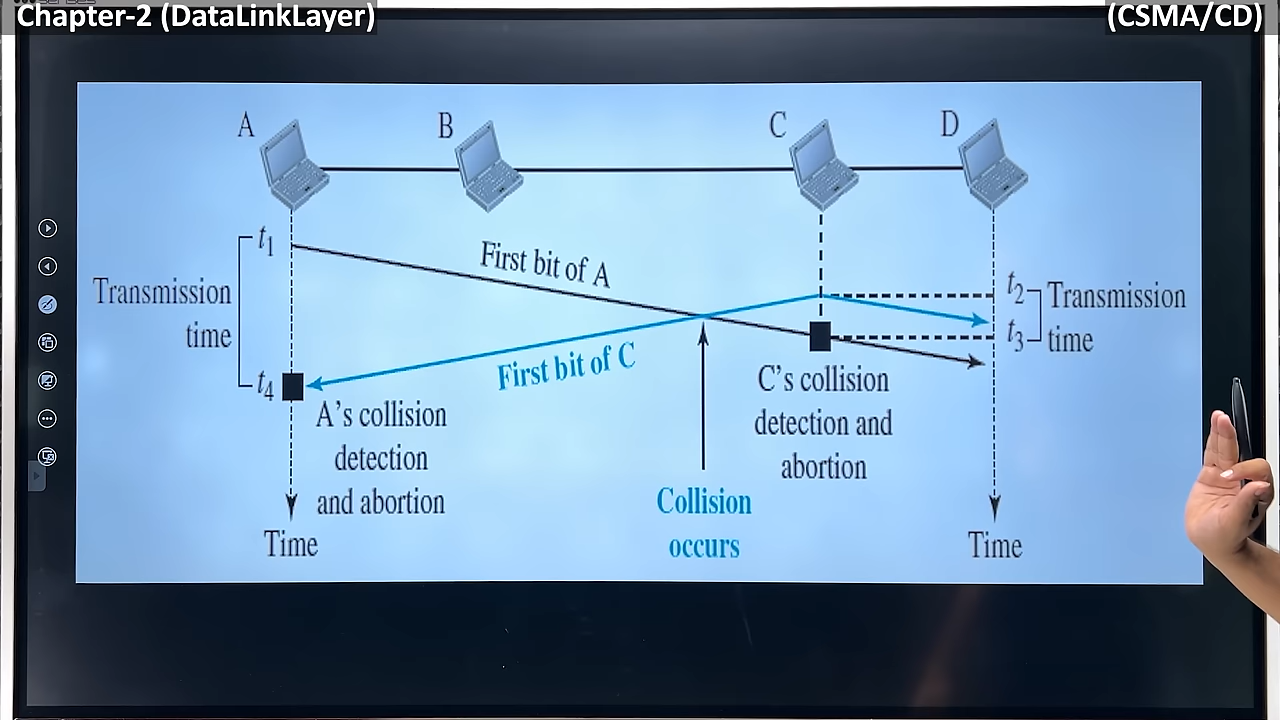 Chapter-2 (DataLinkLayer)
(CSMA/CD)
A
B
C
D
t1
First bit of A
Transmission
time
t2
Transmission
t3
time
First bit of C
t4
A's collision
detection
and abortion
C's collision
detection and
abortion
Collision
occurs
Time
Time